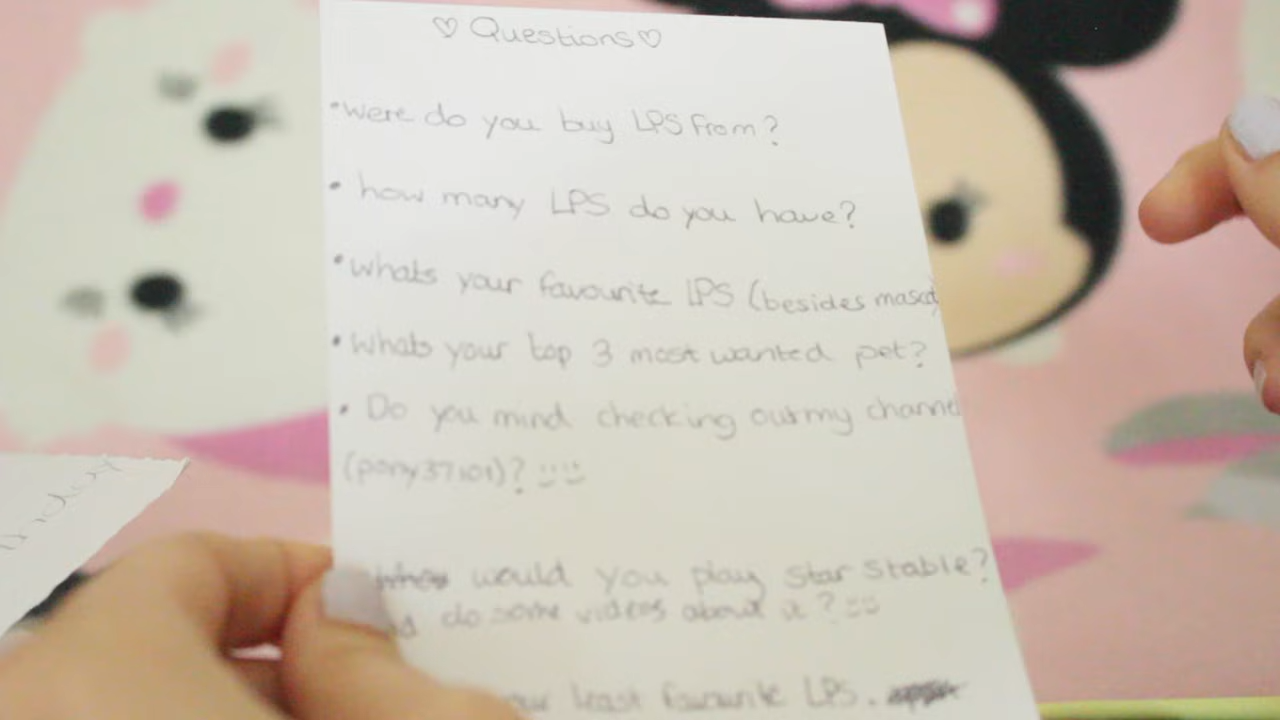 ♡ Questions ♡
• Were do you buy LPS from?
• how many LPS do you have?
• whats your favourite LPS (besides mascot)
• Whats your top 3 most wanted pet?
• Do you mind checking out my channel
(pony37101)? :) :)
would you play Star Stable?
do some videos about it? :)
least favourite LPS.